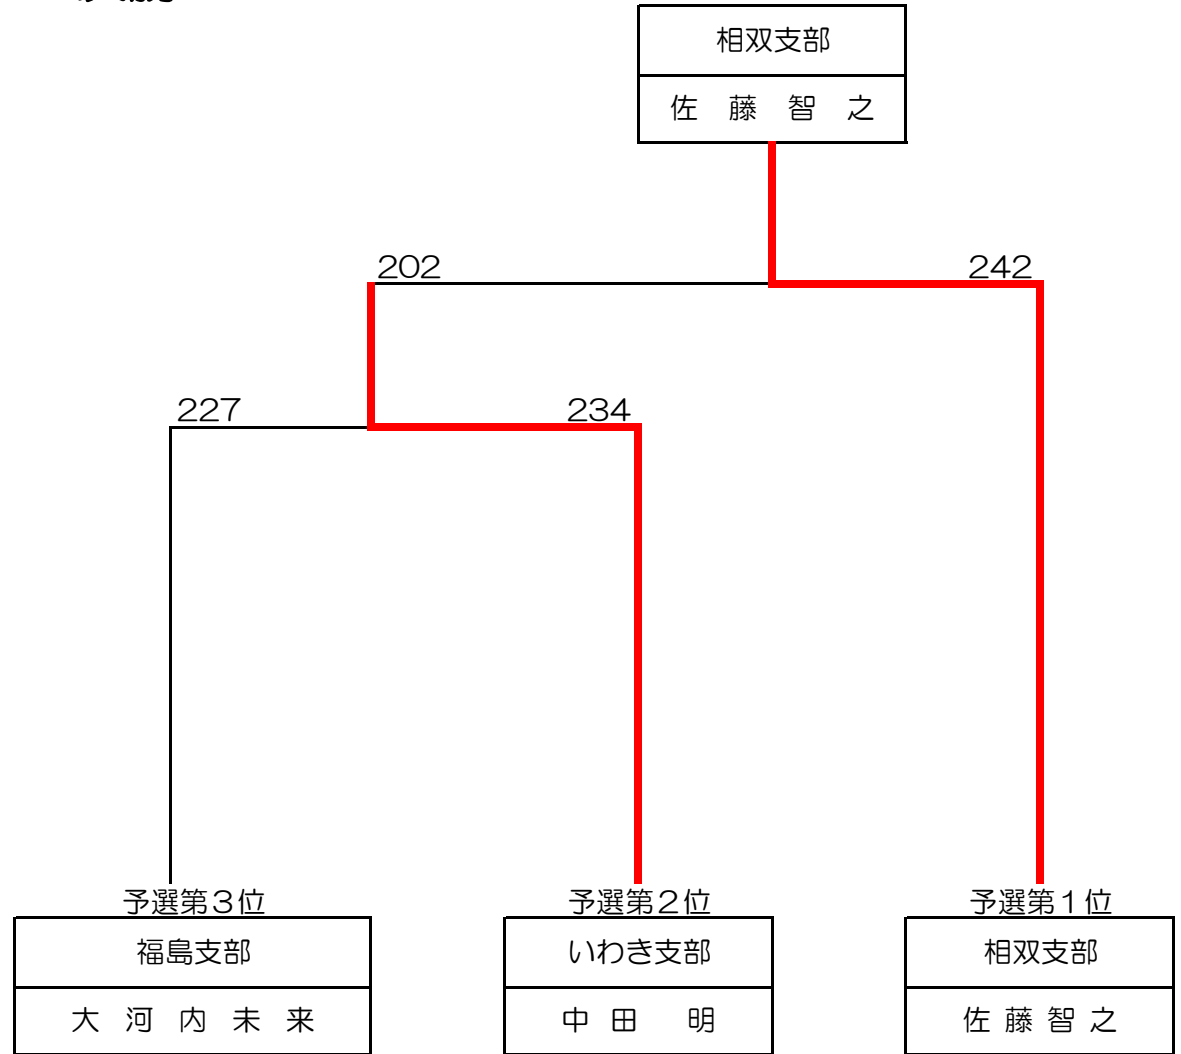 相双支部
佐藤智之
202 242
227 234
予選第３位 予選第２位 予選第１位
福島支部 いわき支部 相双支部
大河内未来 中田 明 佐藤智之